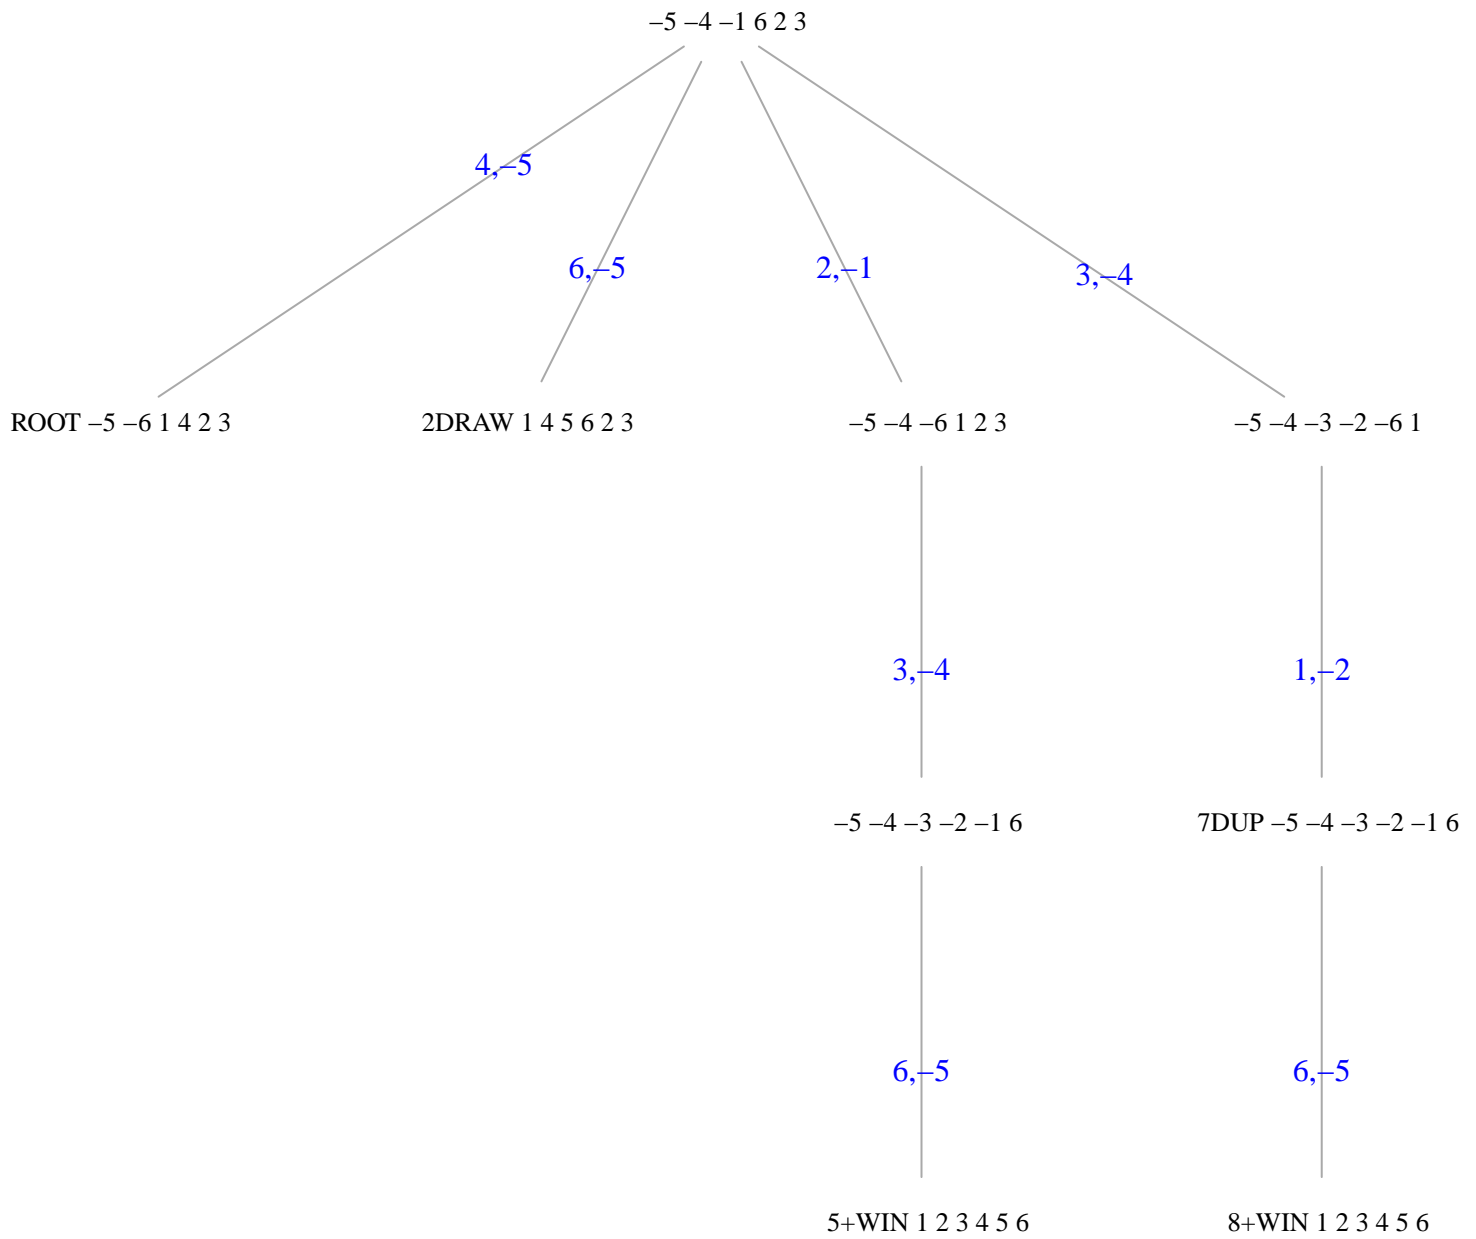 –5 –4 –1 6 2 3
4,–5
6,–5
2,–1
3,–4
ROOT –5 –6 1 4 2 3
2DRAW 1 4 5 6 2 3
–5 –4 –6 1 2 3
–5 –4 –3 –2 –6 1
3,–4
1,–2
–5 –4 –3 –2 –1 6
7DUP –5 –4 –3 –2 –1 6
6,–5
6,–5
5+WIN 1 2 3 4 5 6
8+WIN 1 2 3 4 5 6